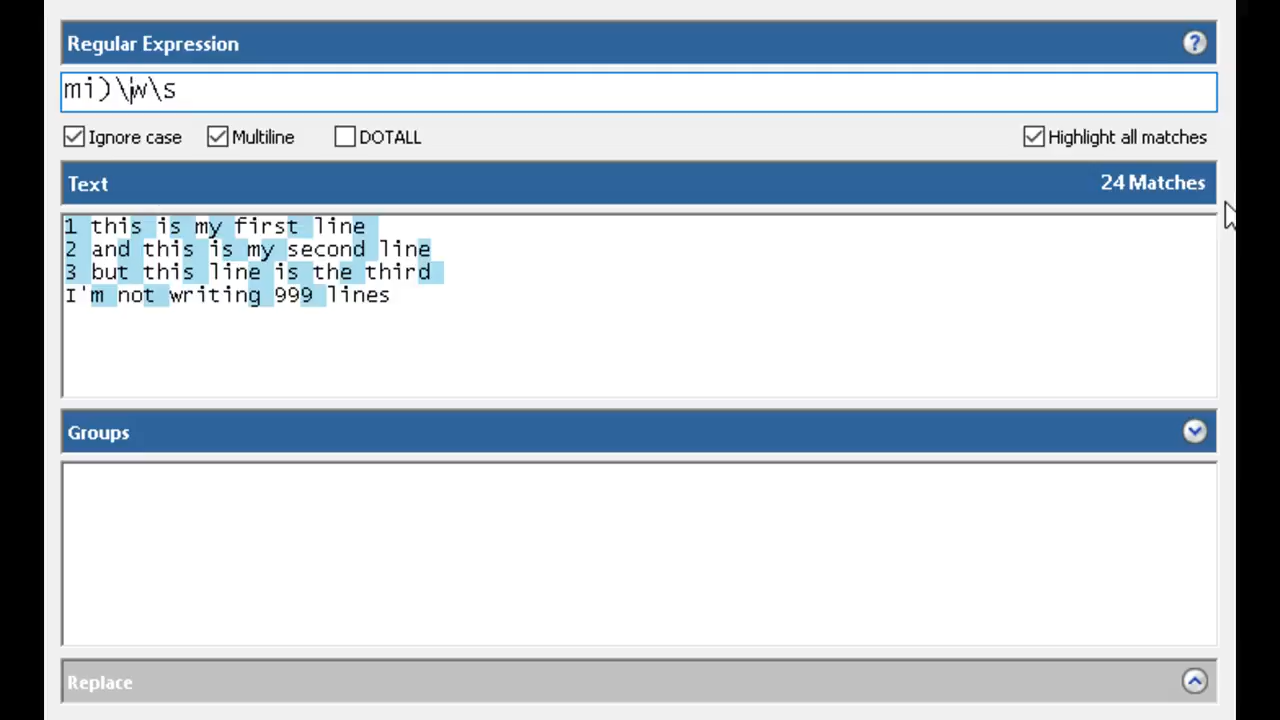 Regular Expression
mi)\w\s
Ignore case Multiline DOTALL Highlight all matches
Text 24 Matches
1 this is my first line
2 and this is my second line
3 but this line is the third
I'm not writing 999 lines
Groups
Replace